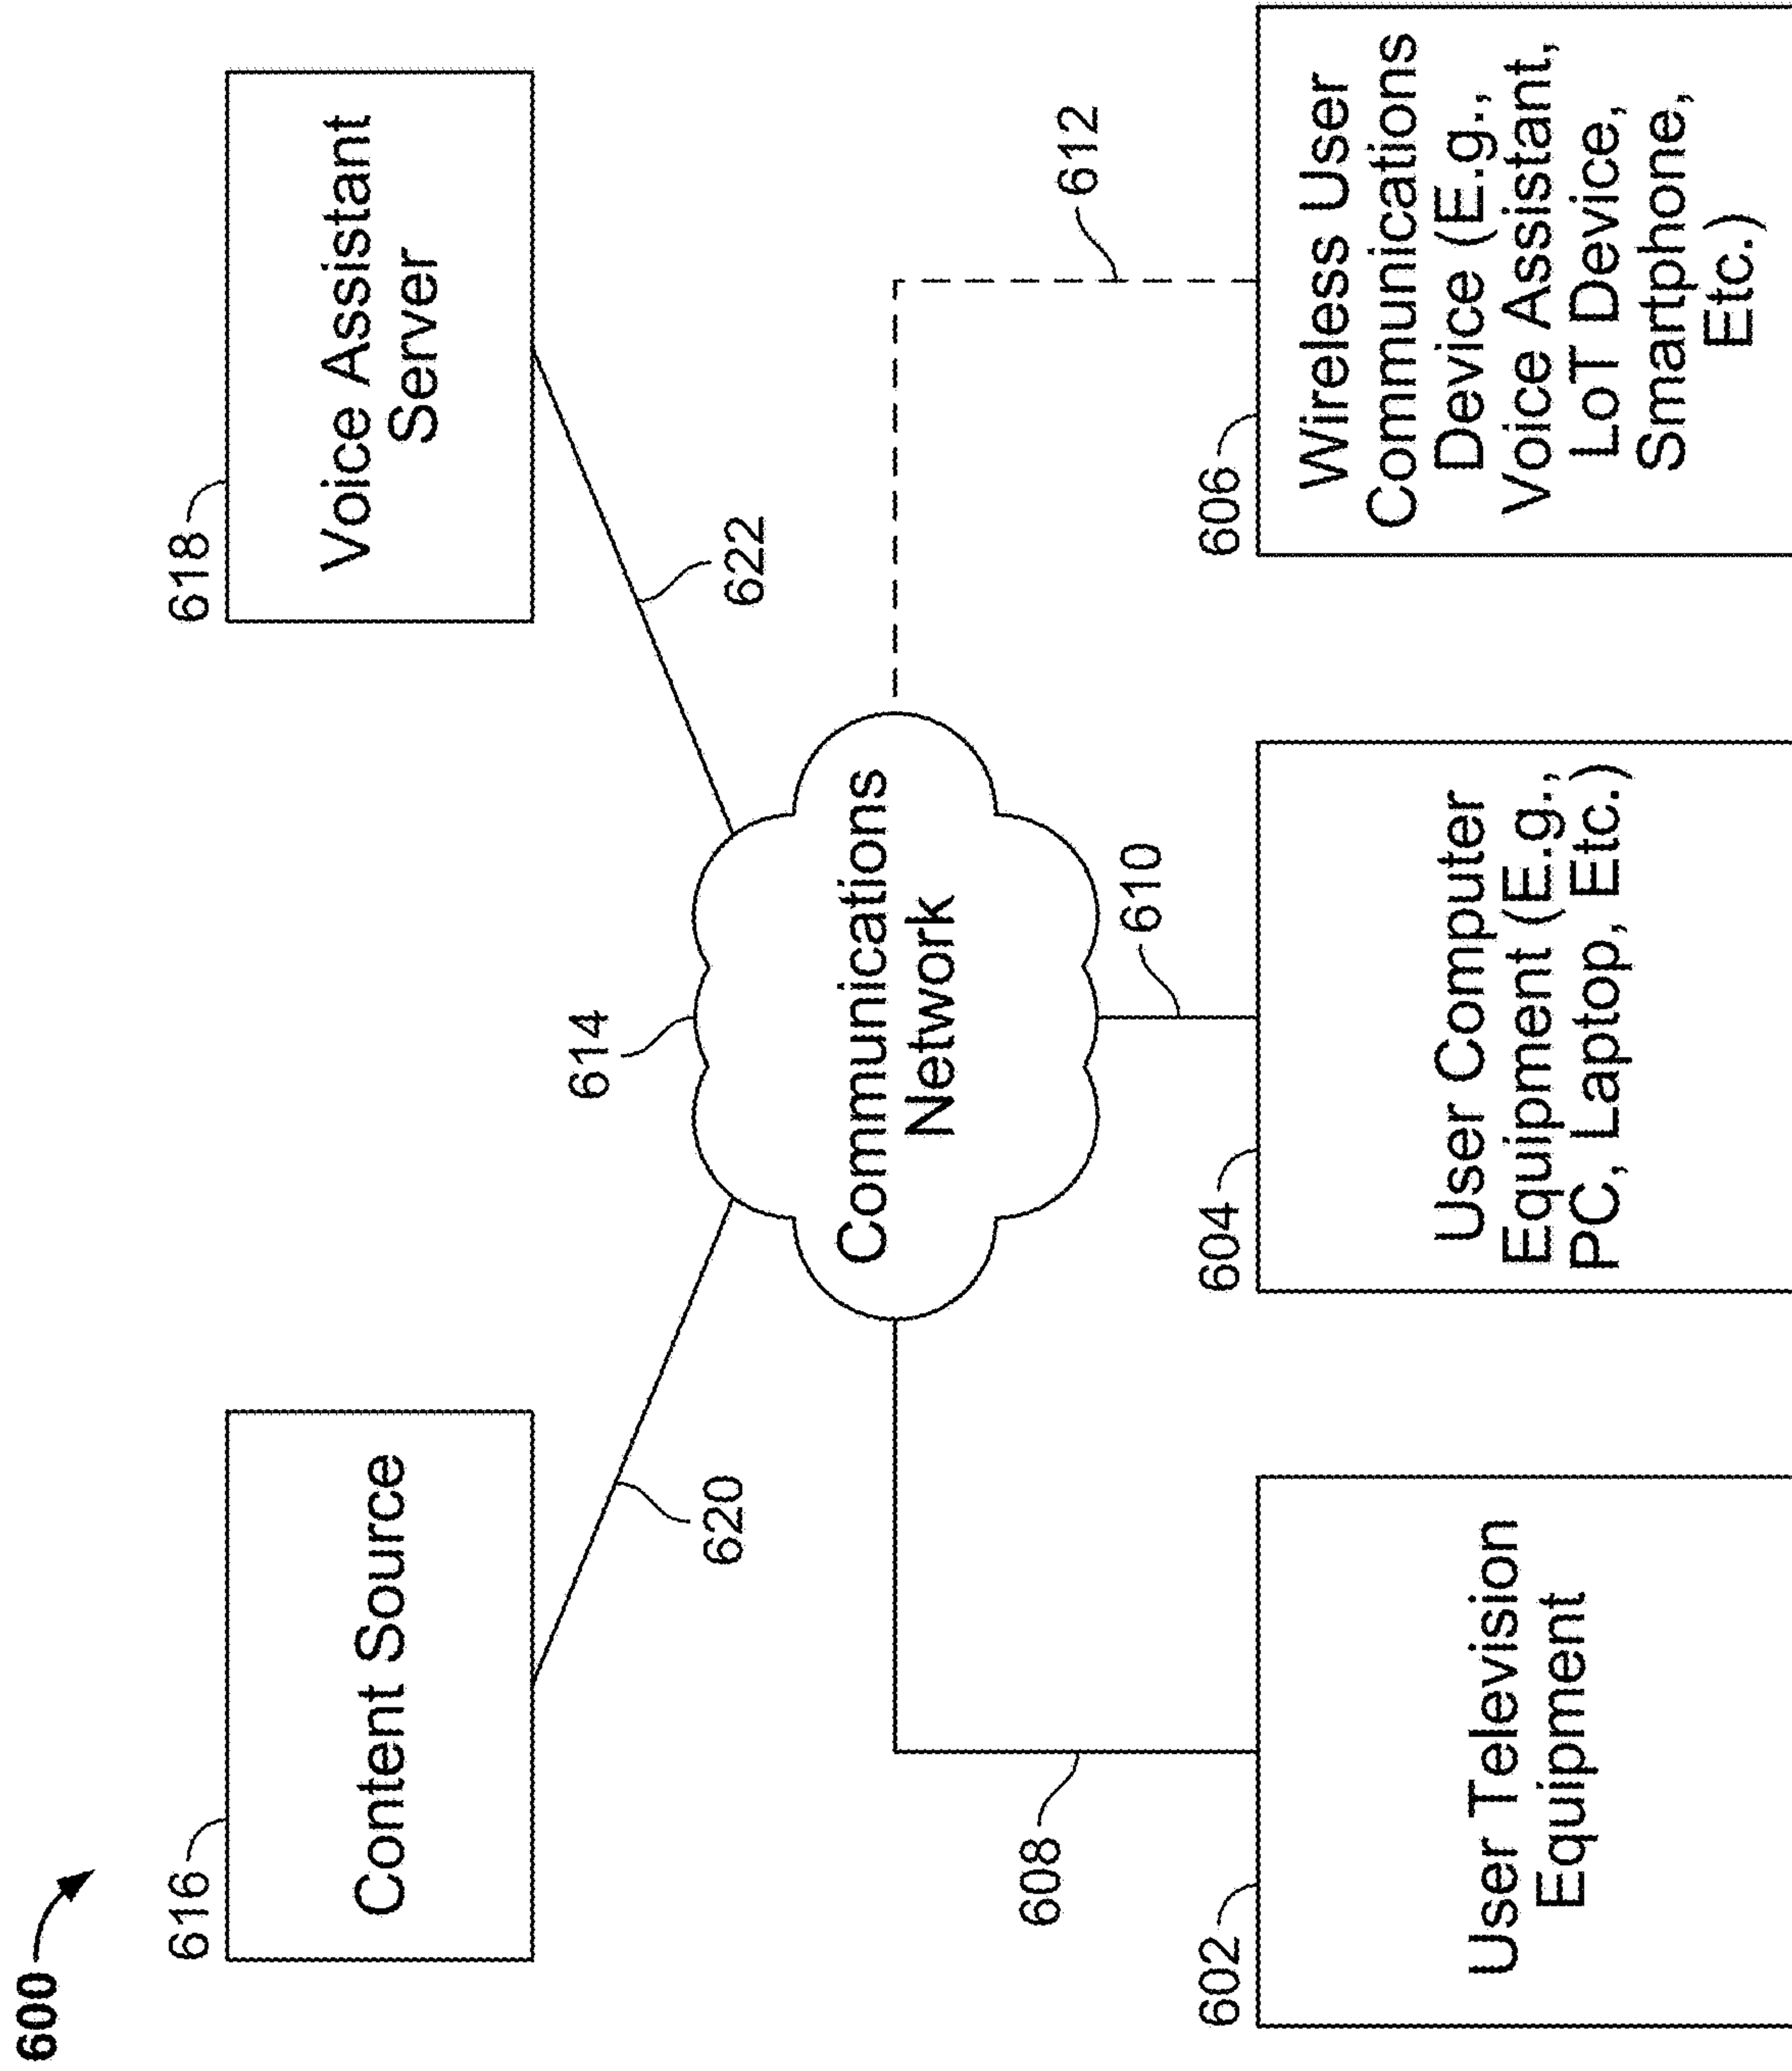 600
616
Content Source
618
Voice Assistant
Server
620
622
614
Communications
Network
608
610
612
602
User Television
Equipment
604
User Computer
Equipment (E.g.,
PC, Laptop, Etc.)
606
Wireless User
Communications
Device (E.g.,
Voice Assistant,
LoT Device,
Smartphone,
Etc.)